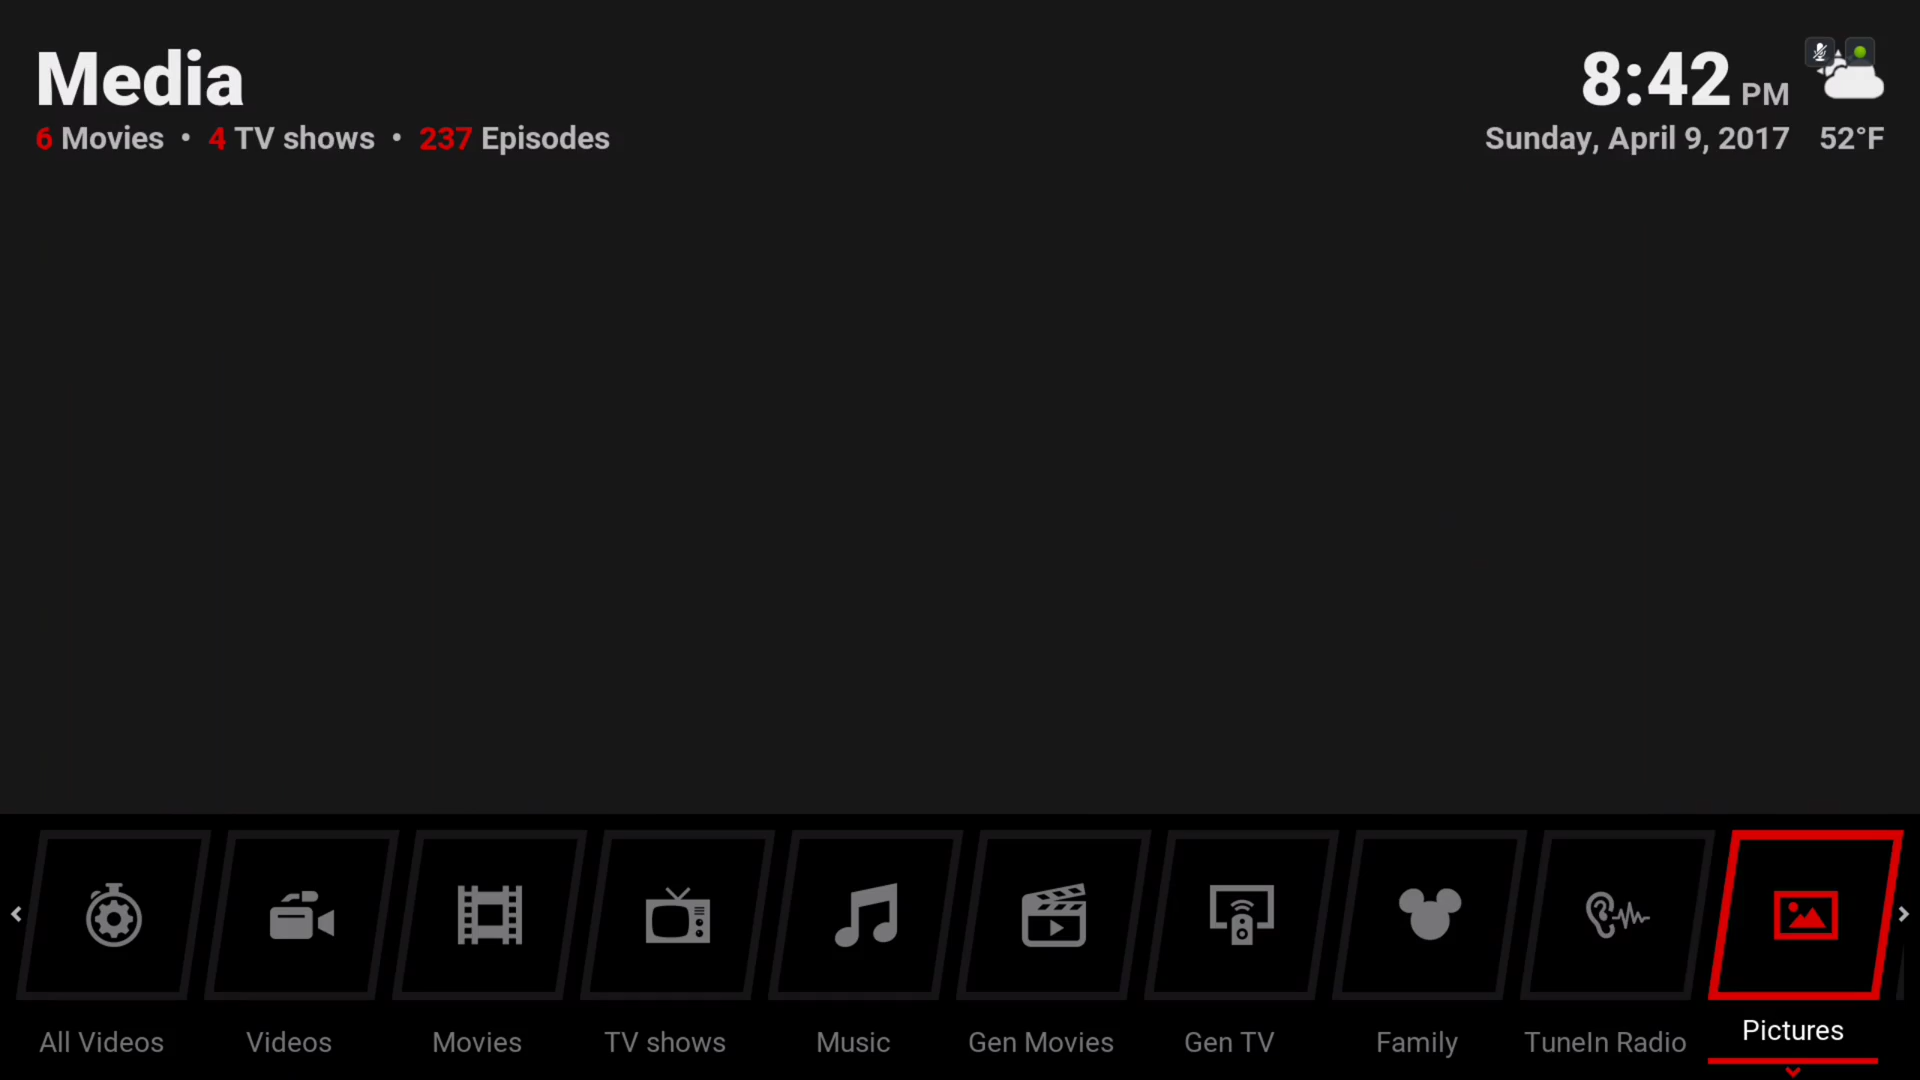 Media
8:42 PM
6 Movies • 4 TV shows • 237 Episodes
Sunday, April 9, 2017 52°F
All Videos
Videos
Movies
TV shows
Music
Gen Movies
Gen TV
Family
TuneIn Radio
Pictures